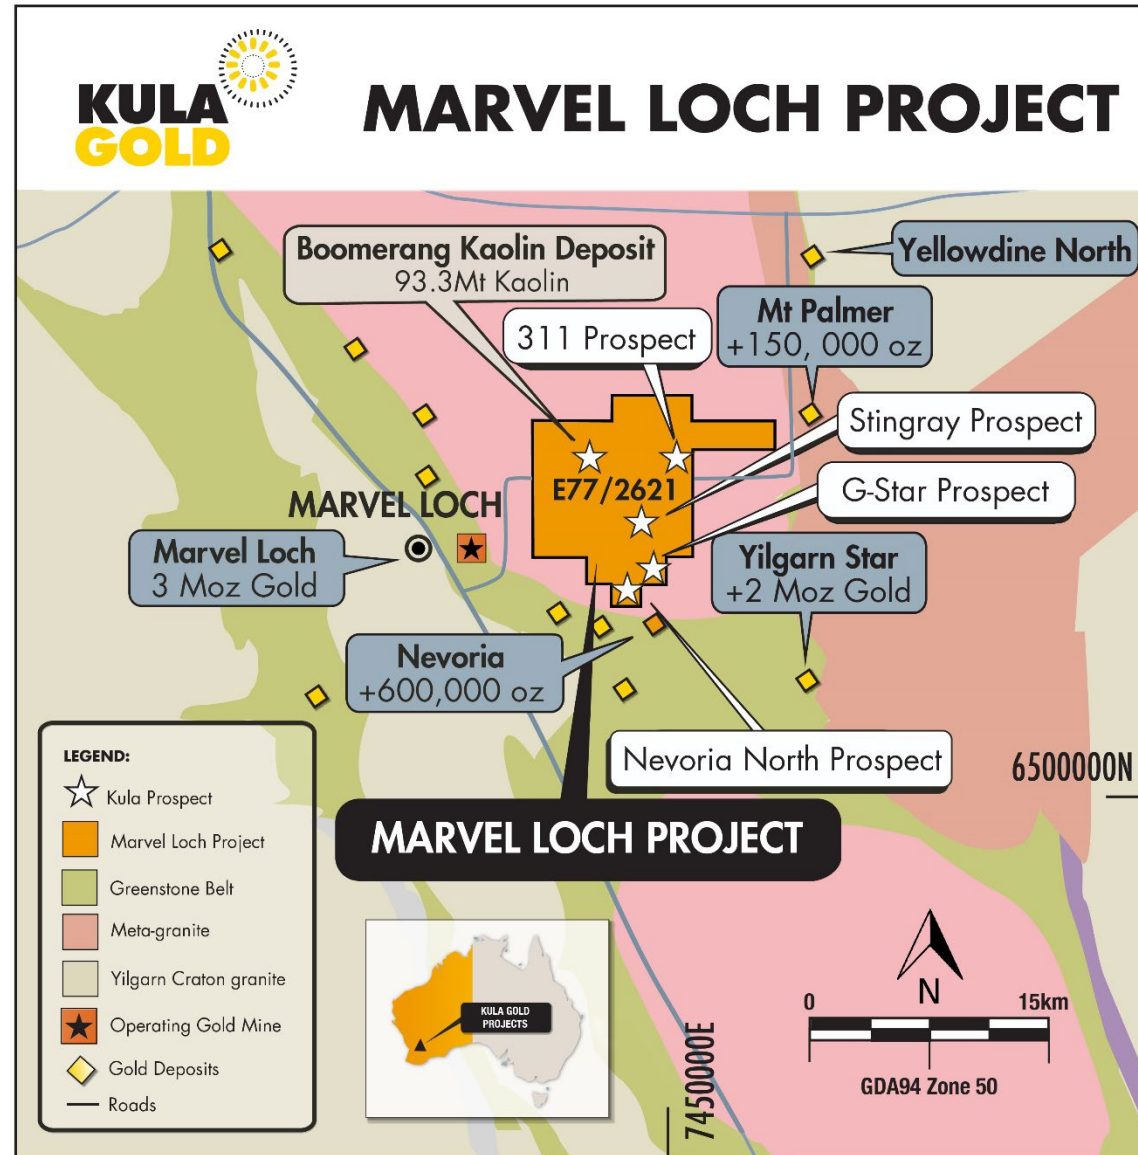 KULA
GOLD
MARVEL LOCH PROJECT
Boomerang Kaolin Deposit
93.3Mt Kaolin
Yellowdine North
311 Prospect
Mt Palmer
+150, 000 oz
Stingray Prospect
E77/2621
G-Star Prospect
MARVEL LOCH
Marvel Loch
3 Moz Gold
Yilgarn Star
+2 Moz Gold
Nevoria
+600,000 oz
Nevoria North Prospect
6500000N
MARVEL LOCH PROJECT
LEGEND:
Kula Prospect
Marvel Loch Project
Greenstone Belt
Meta-granite
Yilgarn Craton granite
Operating Gold Mine
Gold Deposits
Roads
KULA GOLD
PROJECTS
7450000E
N
0
15km
GDA94 Zone 50